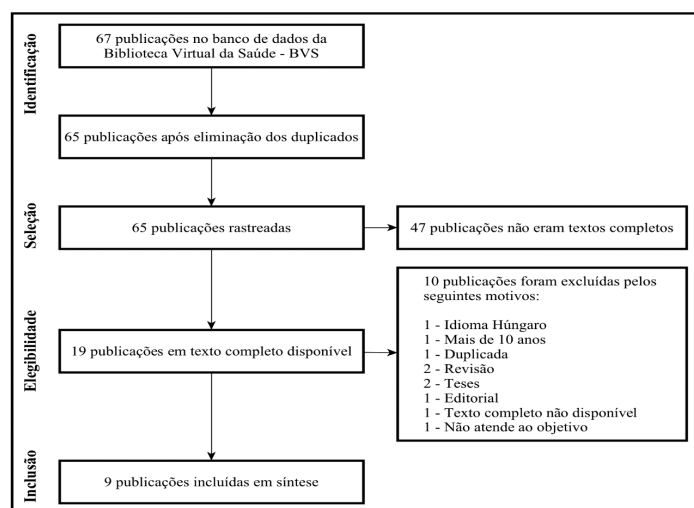 Identificação
67 publicações no banco de dados da
Biblioteca Virtual da Saúde - BVS
65 publicações após eliminação dos duplicados
Seleção
65 publicações rastreadas
47 publicações não eram textos completos
Elegibilidade
19 publicações em texto completo disponível
10 publicações foram excluídas pelos
seguintes motivos:
1 - Idioma Húngaro
1 - Mais de 10 anos
1 - Duplicada
2 - Revisão
2 - Teses
1 - Editorial
1 - Texto completo não disponível
1 - Não atende ao objetivo
Inclusão
9 publicações incluídas em síntese